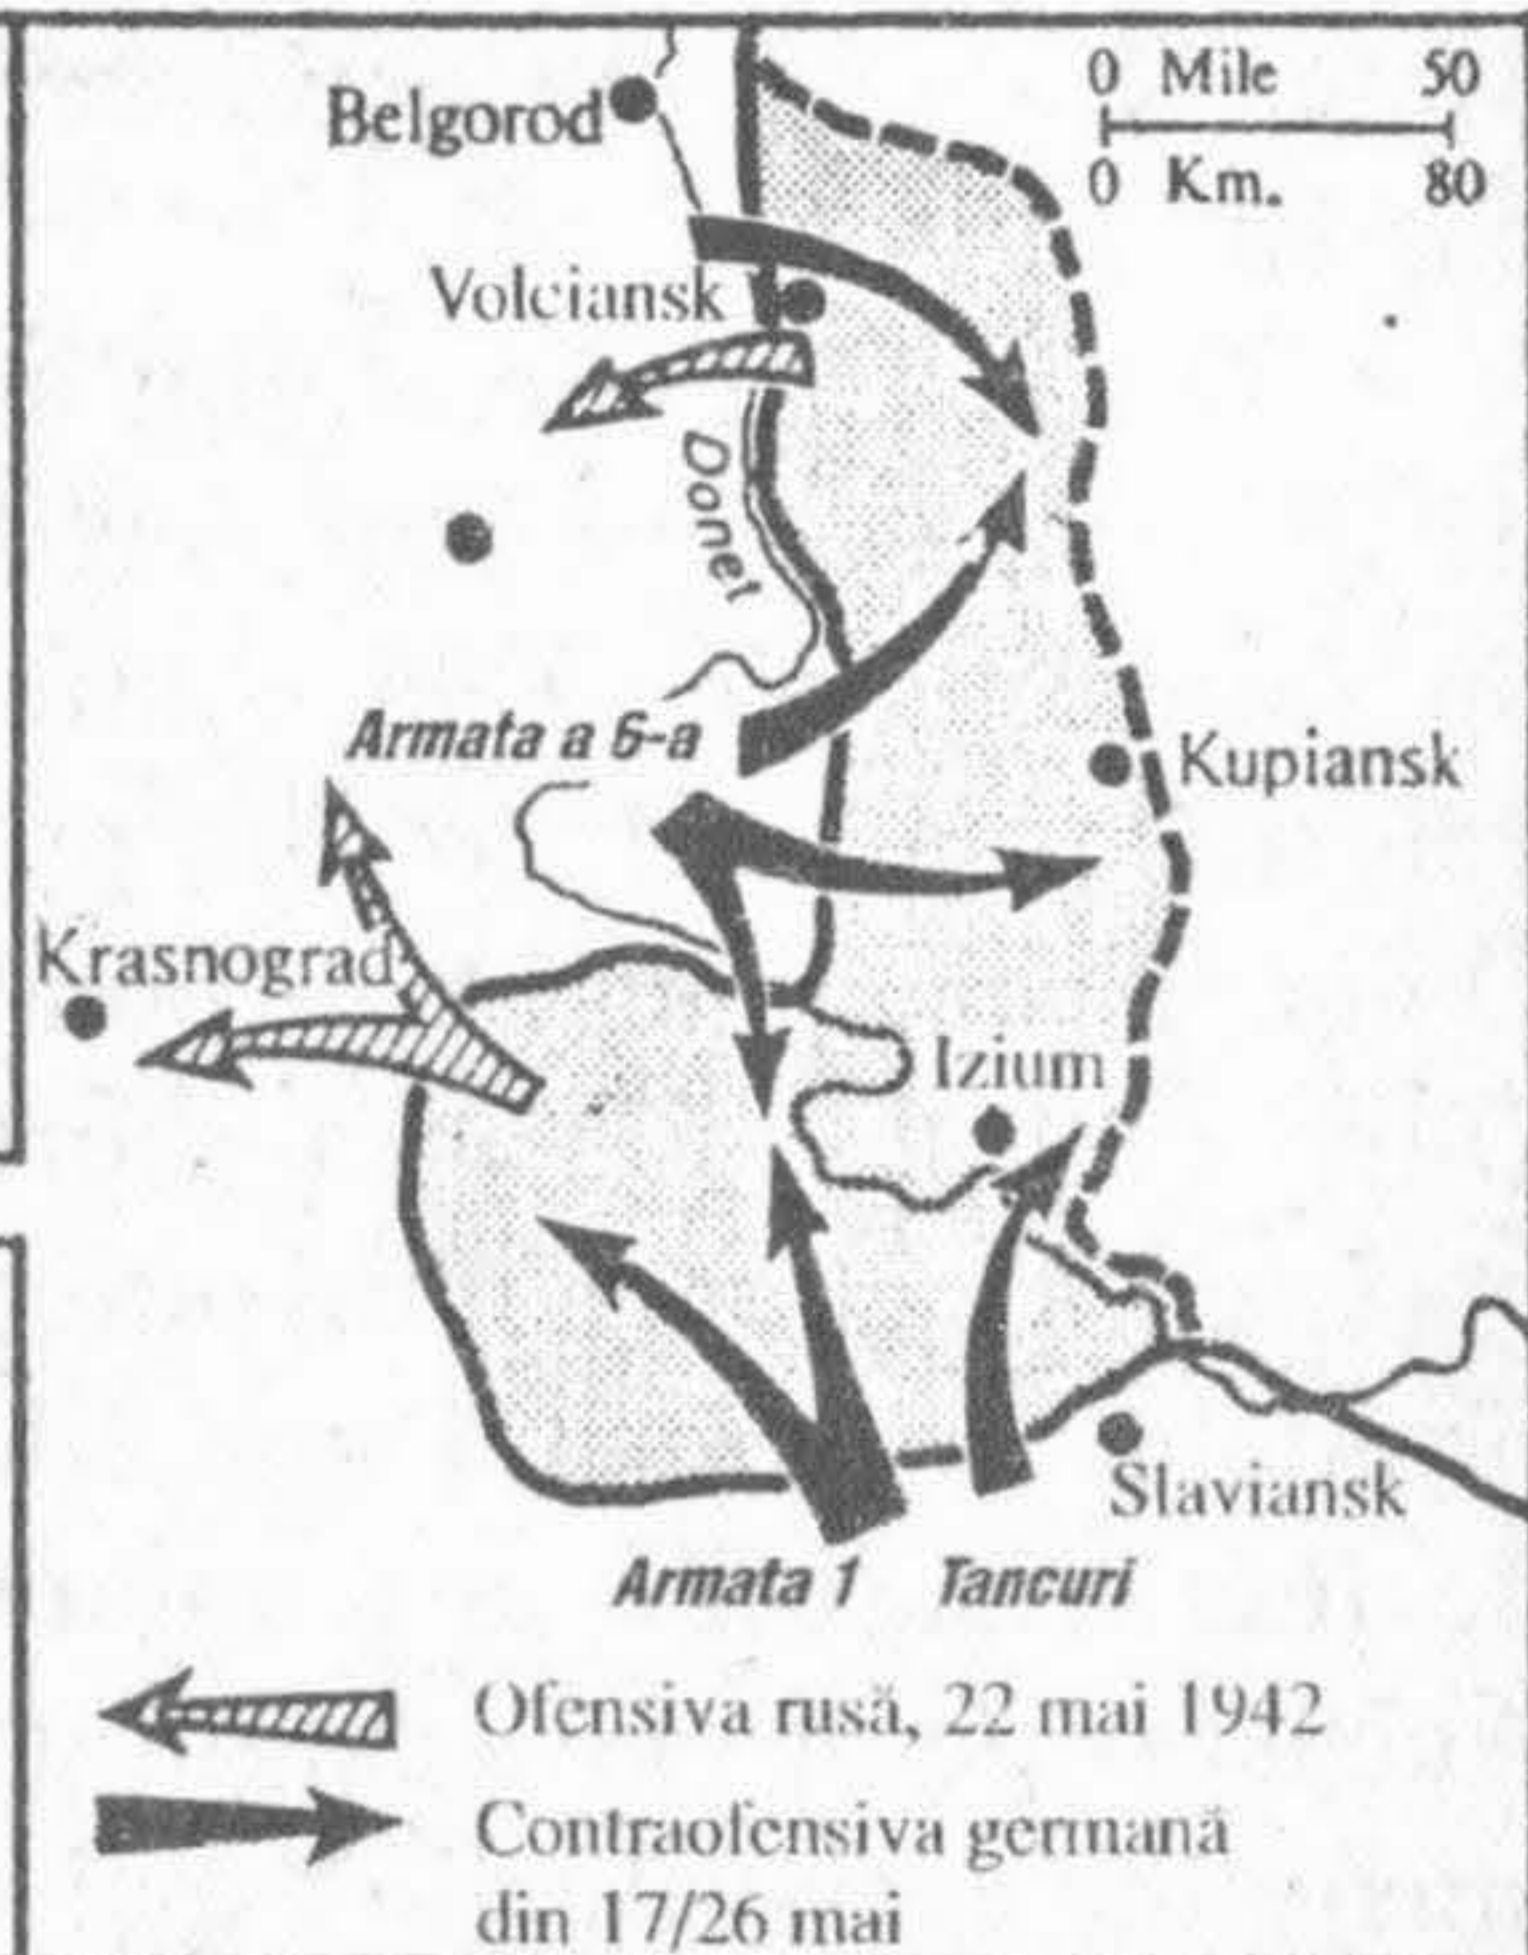 0 Mile 50
0 Km. 80
Belgorod
Volciansk
Doneț
Armata a 6-a
Kupiansk
Krasnograd
Izium
Slaviansk
Armata 1 Tancuri
Ofensiva rusă, 22 mai 1942
Contraofensiva germană
din 17/26 mai